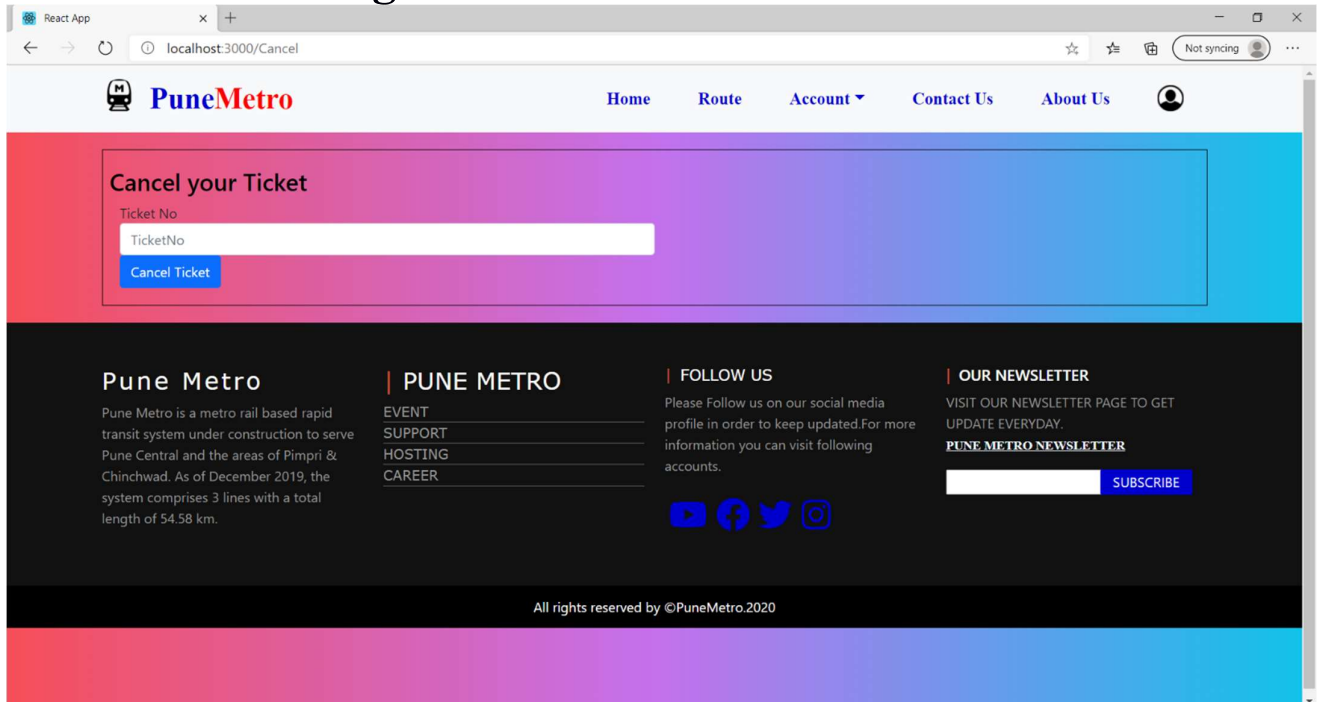 React App
localhost:3000/Cancel
Not syncing
M
PuneMetro
Home Route Account Contact Us About Us
Cancel your Ticket
Ticket No
TicketNo
Cancel Ticket
Pune Metro
Pune Metro is a metro rail based rapid
transit system under construction to serve
Pune Central and the areas of Pimpri &
Chinchwad. As of December 2019, the
system comprises 3 lines with a total
length of 54.58 km.
| PUNE METRO
EVENT
SUPPORT
HOSTING
CAREER
| FOLLOW US
Please Follow us on our social media
profile in order to keep updated.For more
information you can visit following
accounts.
| OUR NEWSLETTER
VISIT OUR NEWSLETTER PAGE TO GET
UPDATE EVERYDAY.
PUNE METRO NEWSLETTER
SUBSCRIBE
All rights reserved by ©PuneMetro.2020